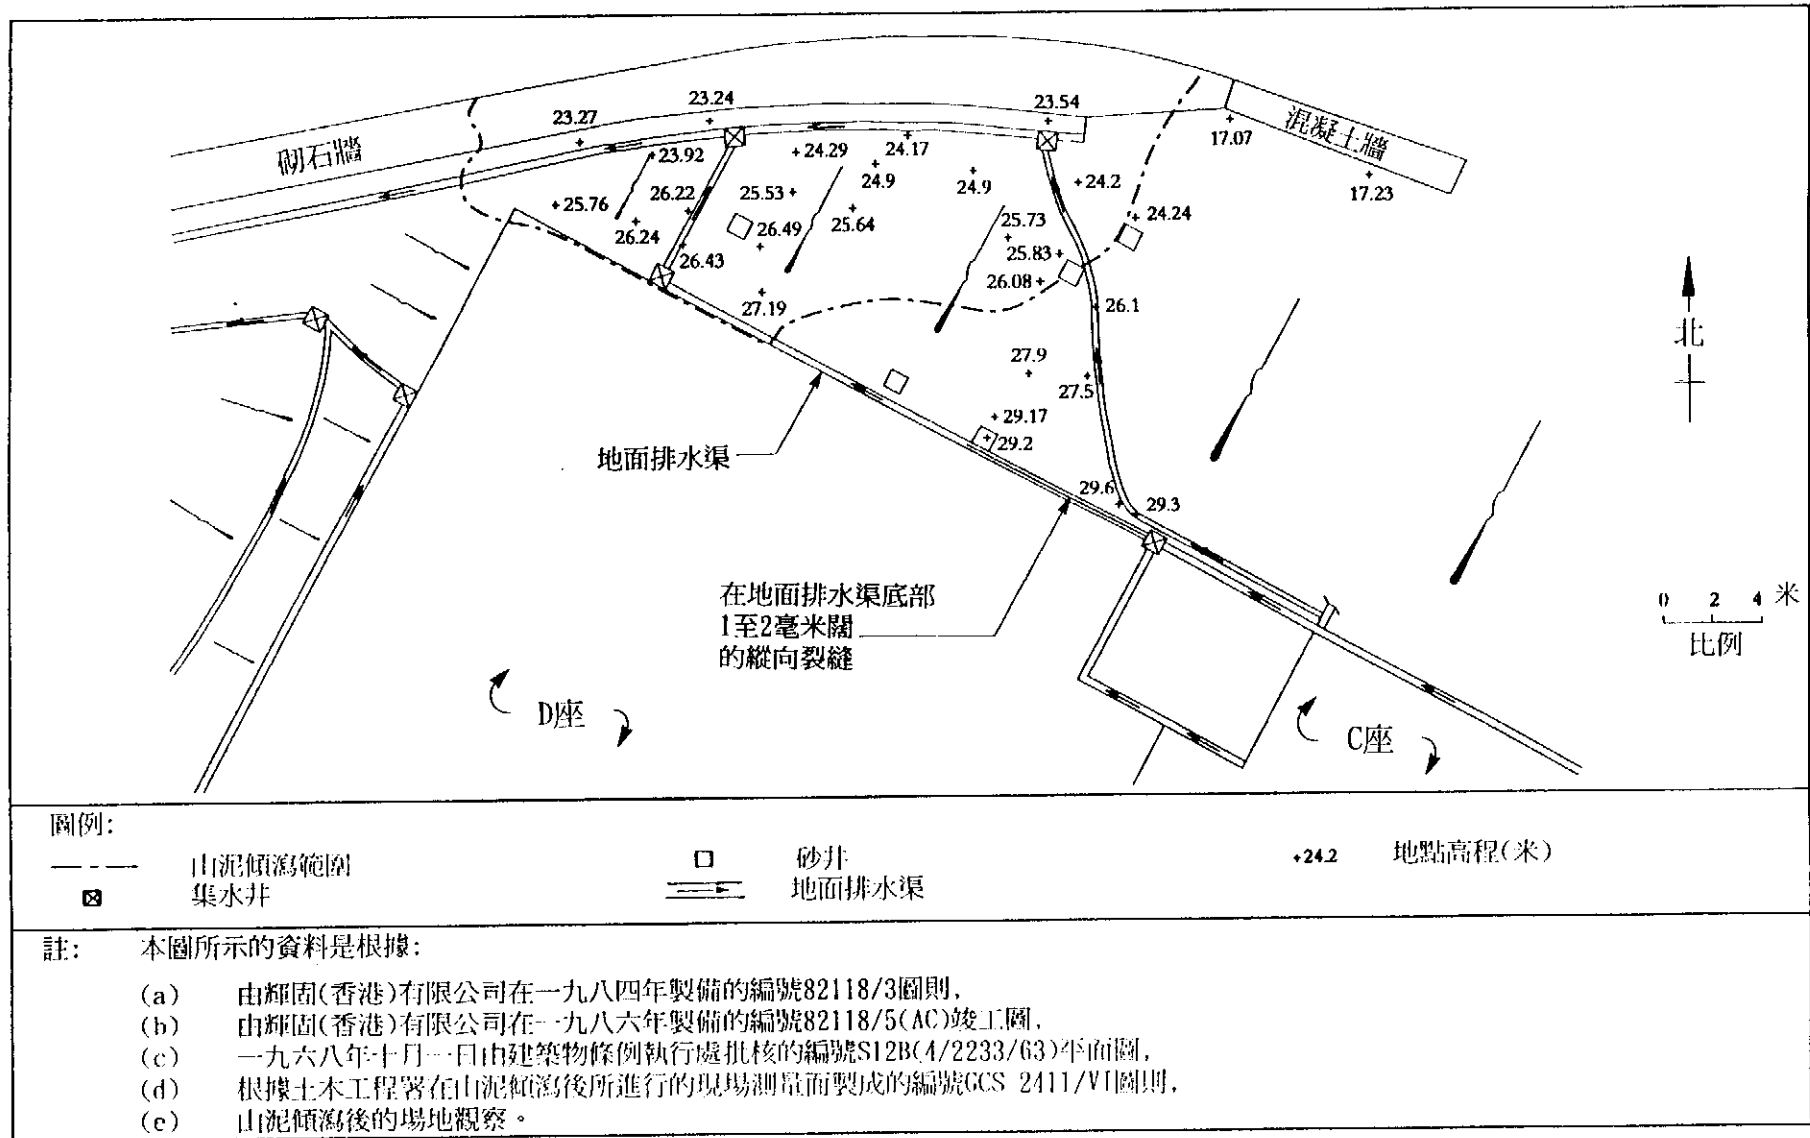 23.24
23.54
23.27
砌石牆
混凝土牆
17.07
17.23
23.92
24.29
24.17
24.9
24.9
24.2
24.24
25.76
26.22
25.53
25.64
25.73
26.24
26.49
25.83
26.43
26.08
27.19
26.1
北
27.9
27.5
29.17
29.2
地面排水渠
29.6
29.3
在地面排水渠底部
1至2毫米闊
的縱向裂縫
0 2 4 米
比例
D座
C座
圖例:
山泥傾瀉範圍
砂井
+24.2 地點高程(米)
集水井
地面排水渠
註: 本圖所示的資料是根據:
(a) 由輝固(香港)有限公司在一九八四年製備的編號82118/3圖則,
(b) 由輝固(香港)有限公司在一九八六年製備的編號82118/5(AC)竣工圖,
(c) 一九六八年十月一日由建築物條例執行處批核的編號S12B(4/2233/63)平面圖,
(d) 根據土木工程署在山泥傾瀉後所進行的現場測量而製成的編號GCS 2411/V1圖則,
(e) 山泥傾瀉後的場地觀察。